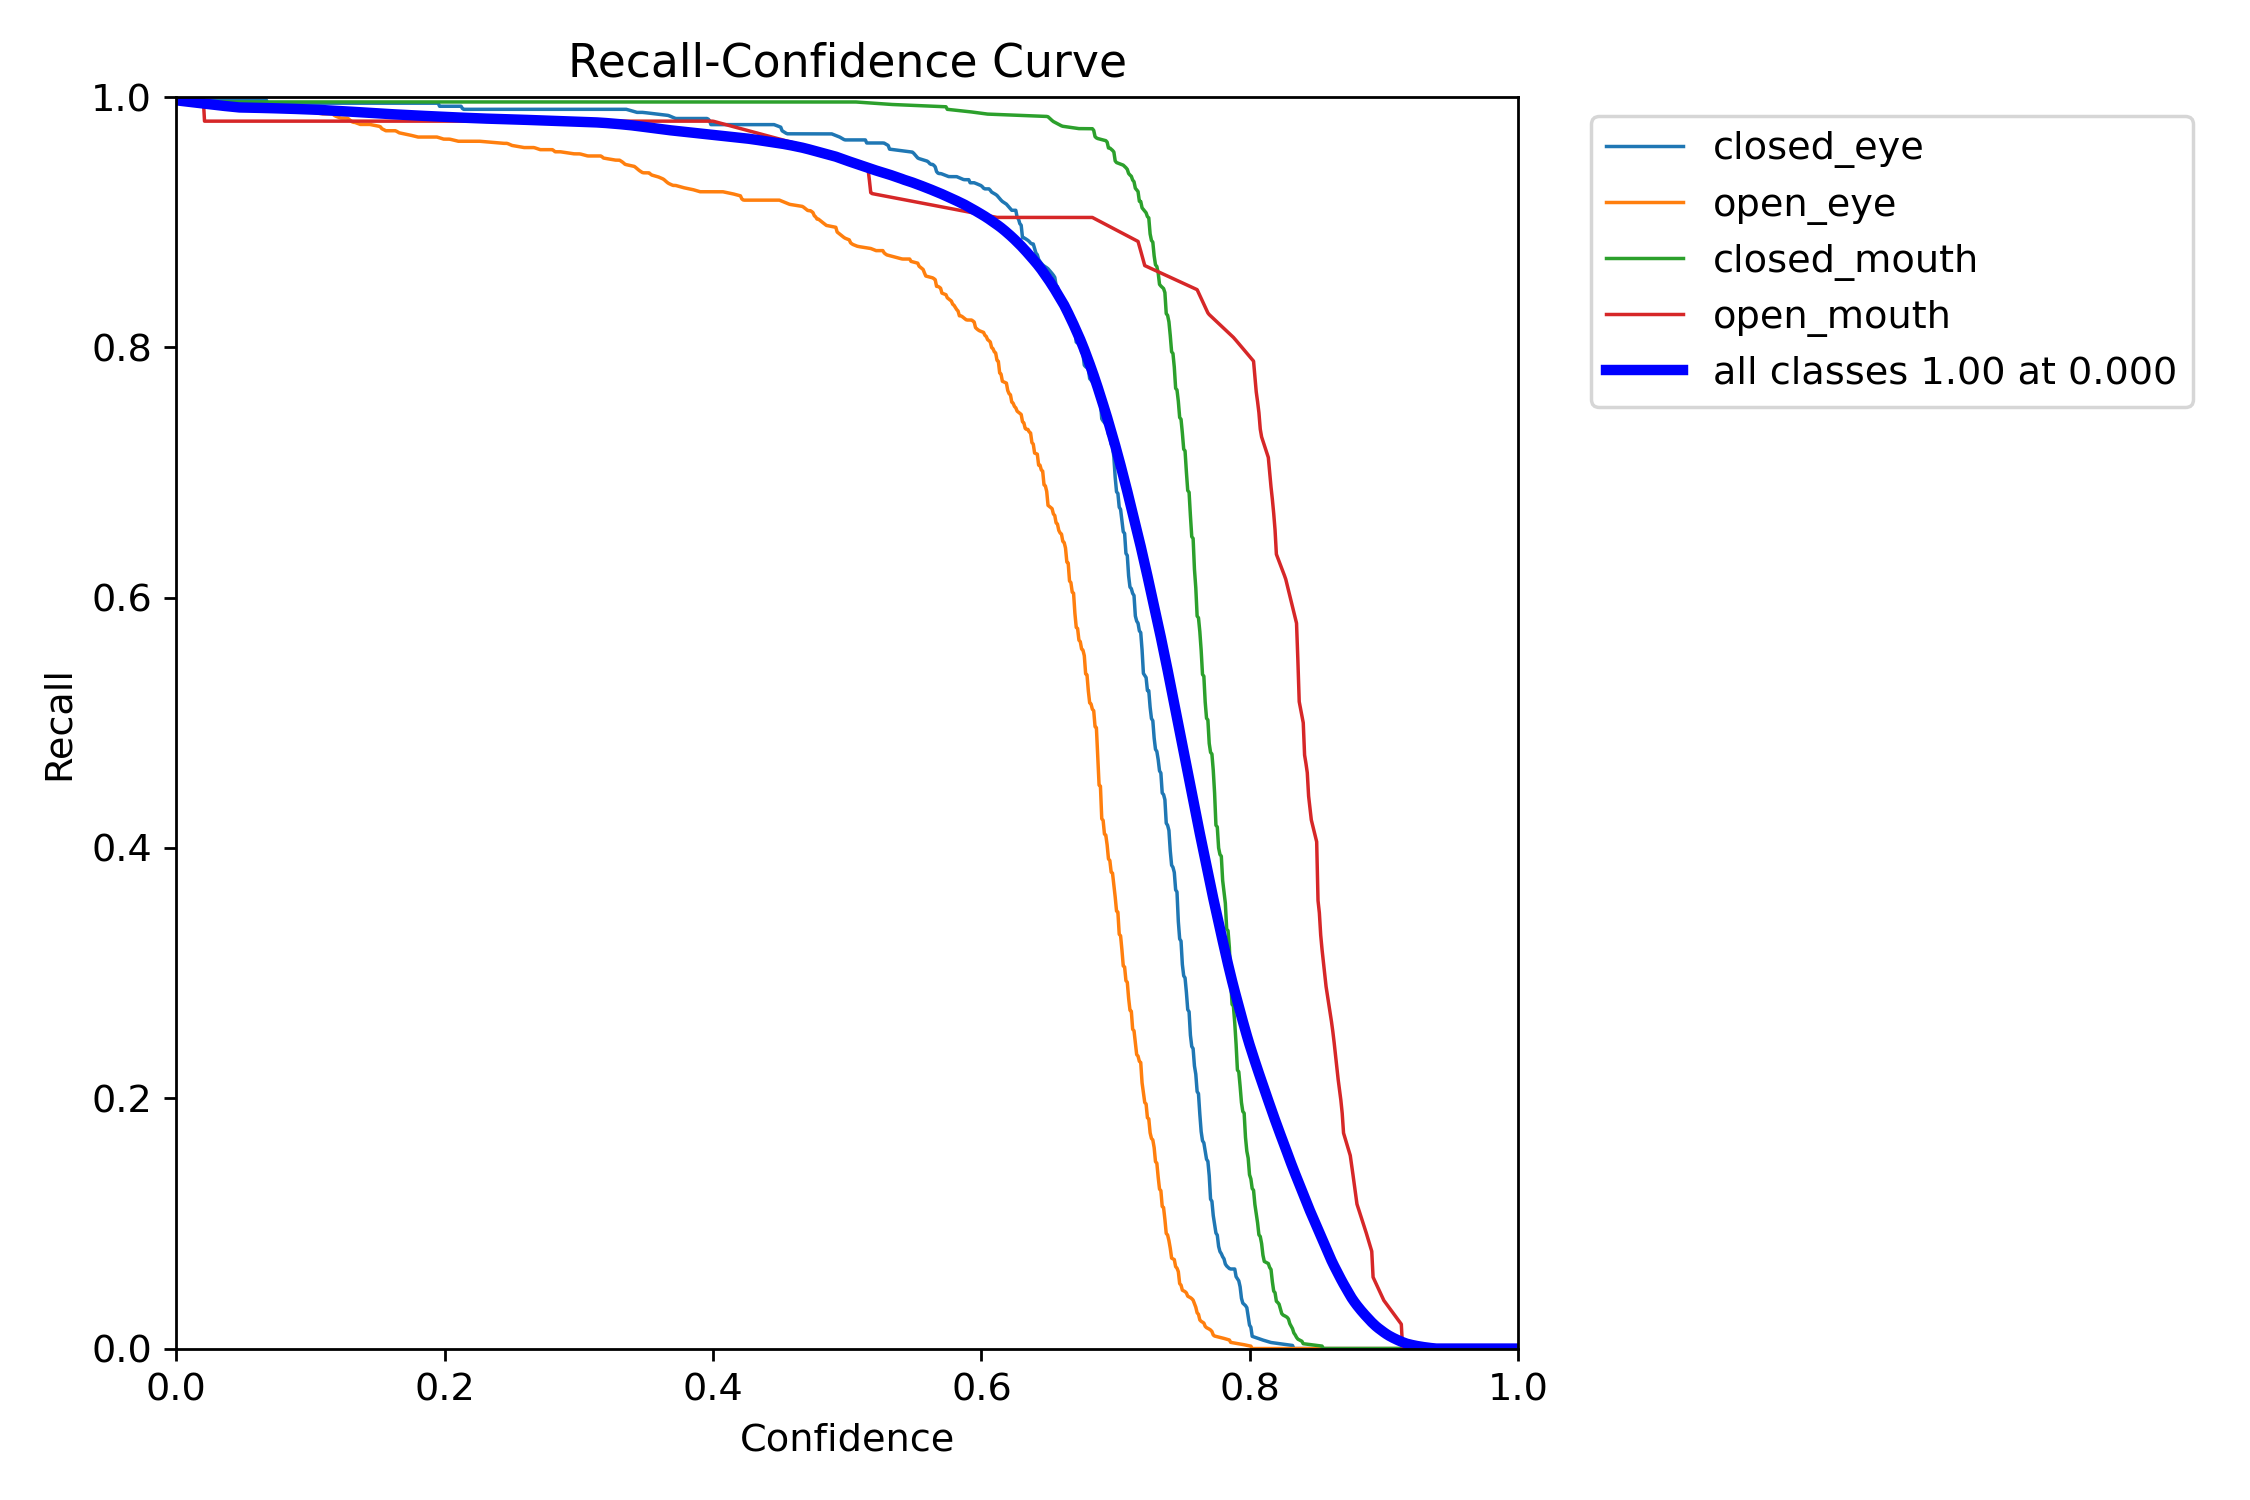 Recall-Confidence Curve
1.0
0.8
0.6
0.4
0.2
0.0
Recall
0.0 0.2 0.4 0.6 0.8 1.0
Confidence
closed_eye
open_eye
closed_mouth
open_mouth
all classes 1.00 at 0.000